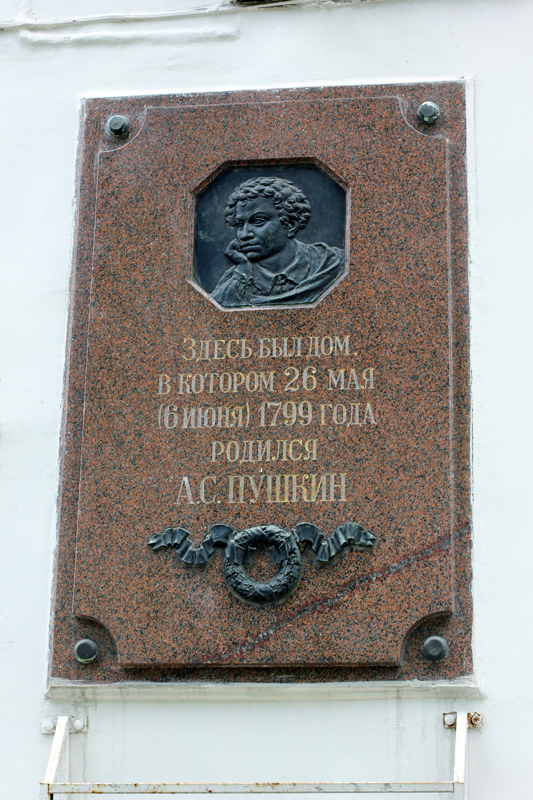 ЗДЕСЬ БЫЛ ДОМ,
В КОТОРОМ 26 МАЯ
(6 ИЮНЯ) 1799 ГОДА
РОДИЛСЯ
А.С. ПУШКИН